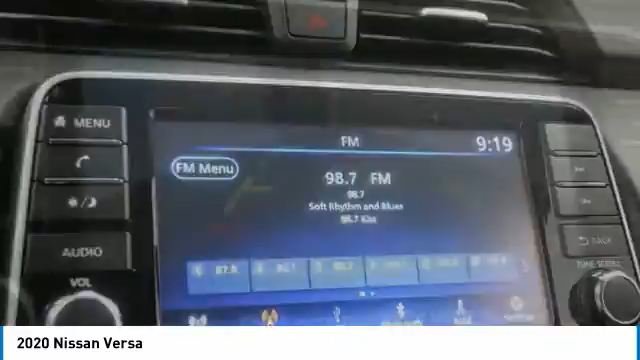 MENU
FM
9:19
FM Menu
98.7 FM
98.7
Soft Rhythm and Blues
98.7 Kiss
AUDIO
BACK
VOL
TUNE·SCROLL
87.9
2020 Nissan Versa